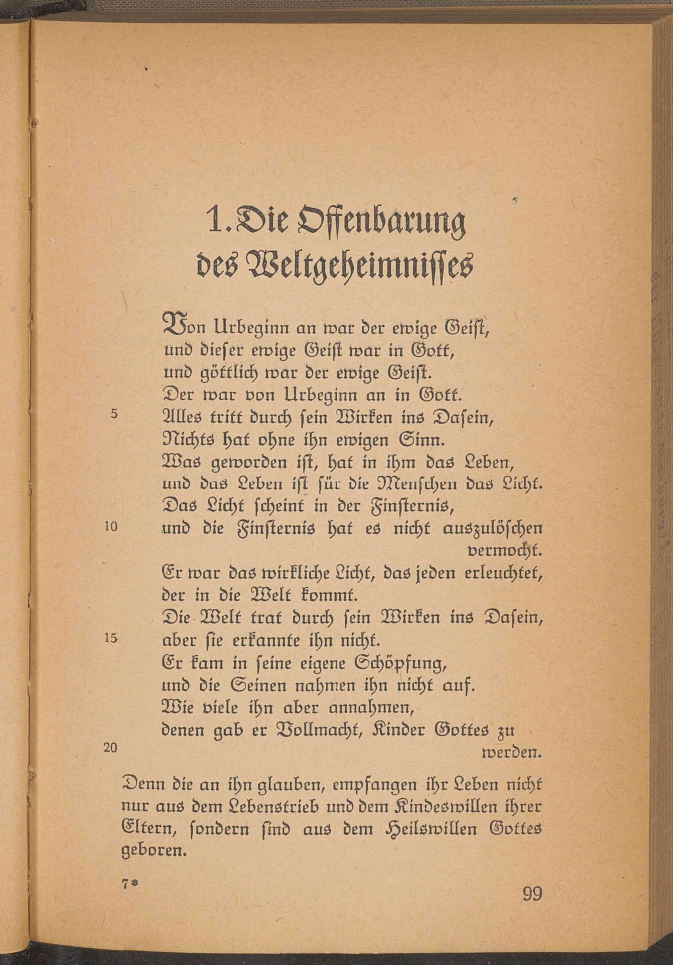 1. Die Offenbarung
des Weltgeheimnisses
Von Urbeginn an war der ewige Geist,
und dieser ewige Geist war in Gott,
und göttlich war der ewige Geist.
Der war von Urbeginn an in Gott.
5 Alles tritt durch sein Wirken ins Dasein,
Nichts hat ohne ihn ewigen Sinn.
Was geworden ist, hat in ihm das Leben,
und das Leben ist für die Menschen das Licht.
Das Licht scheint in der Finsternis,
10 und die Finsternis hat es nicht auszulöschen
vermocht.
Er war das wirkliche Licht, das jeden erleuchtet,
der in die Welt kommt.
Die Welt trat durch sein Wirken ins Dasein,
15 aber sie erkannte ihn nicht.
Er kam in seine eigene Schöpfung,
und die Seinen nahmen ihn nicht auf.
Wie viele ihn aber annahmen,
denen gab er Vollmacht, Kinder Gottes zu
20 werden.
Denn die an ihn glauben, empfangen ihr Leben nicht
nur aus dem Lebenstrieb und dem Kindeswillen ihrer
Eltern, sondern sind aus dem Heilswillen Gottes
geboren.
7*
99